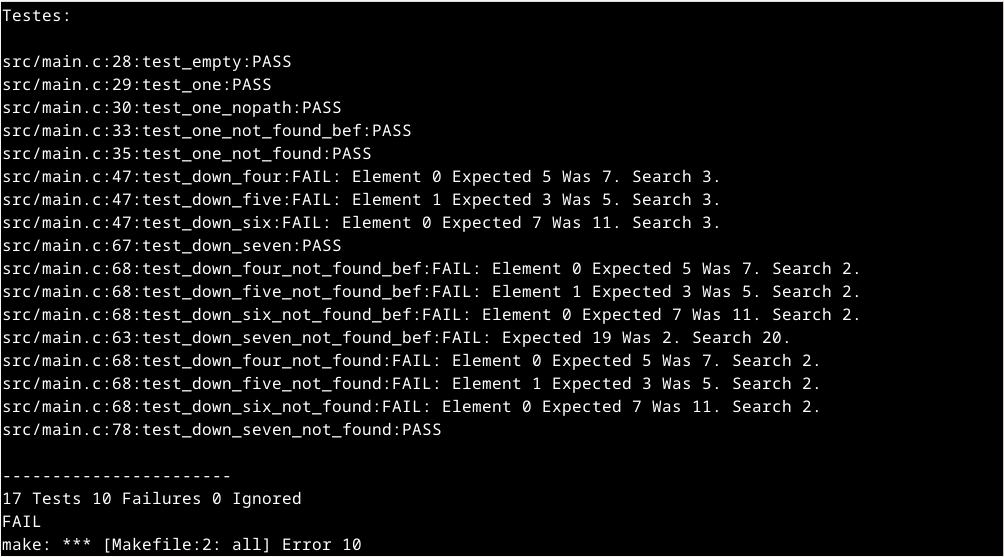 Testes:
src/main.c:28:test_empty:PASS
src/main.c:29:test_one:PASS
src/main.c:30:test_one_nopath:PASS
src/main.c:33:test_one_not_found_bef:PASS
src/main.c:35:test_one_not_found:PASS
src/main.c:47:test_down_four:FAIL: Element 0 Expected 5 Was 7. Search 3.
src/main.c:47:test_down_five:FAIL: Element 1 Expected 3 Was 5. Search 3.
src/main.c:47:test_down_six:FAIL: Element 0 Expected 7 Was 11. Search 3.
src/main.c:67:test_down_seven:PASS
src/main.c:68:test_down_four_not_found_bef:FAIL: Element 0 Expected 5 Was 7. Search 2.
src/main.c:68:test_down_five_not_found_bef:FAIL: Element 1 Expected 3 Was 5. Search 2.
src/main.c:68:test_down_six_not_found_bef:FAIL: Element 0 Expected 7 Was 11. Search 2.
src/main.c:63:test_down_seven_not_found_bef:FAIL: Expected 19 Was 2. Search 20.
src/main.c:68:test_down_four_not_found:FAIL: Element 0 Expected 5 Was 7. Search 2.
src/main.c:68:test_down_five_not_found:FAIL: Element 1 Expected 3 Was 5. Search 2.
src/main.c:68:test_down_six_not_found:FAIL: Element 0 Expected 7 Was 11. Search 2.
src/main.c:78:test_down_seven_not_found:PASS
-----------------------
17 Tests 10 Failures 0 Ignored
FAIL
make: *** [Makefile:2: all] Error 10